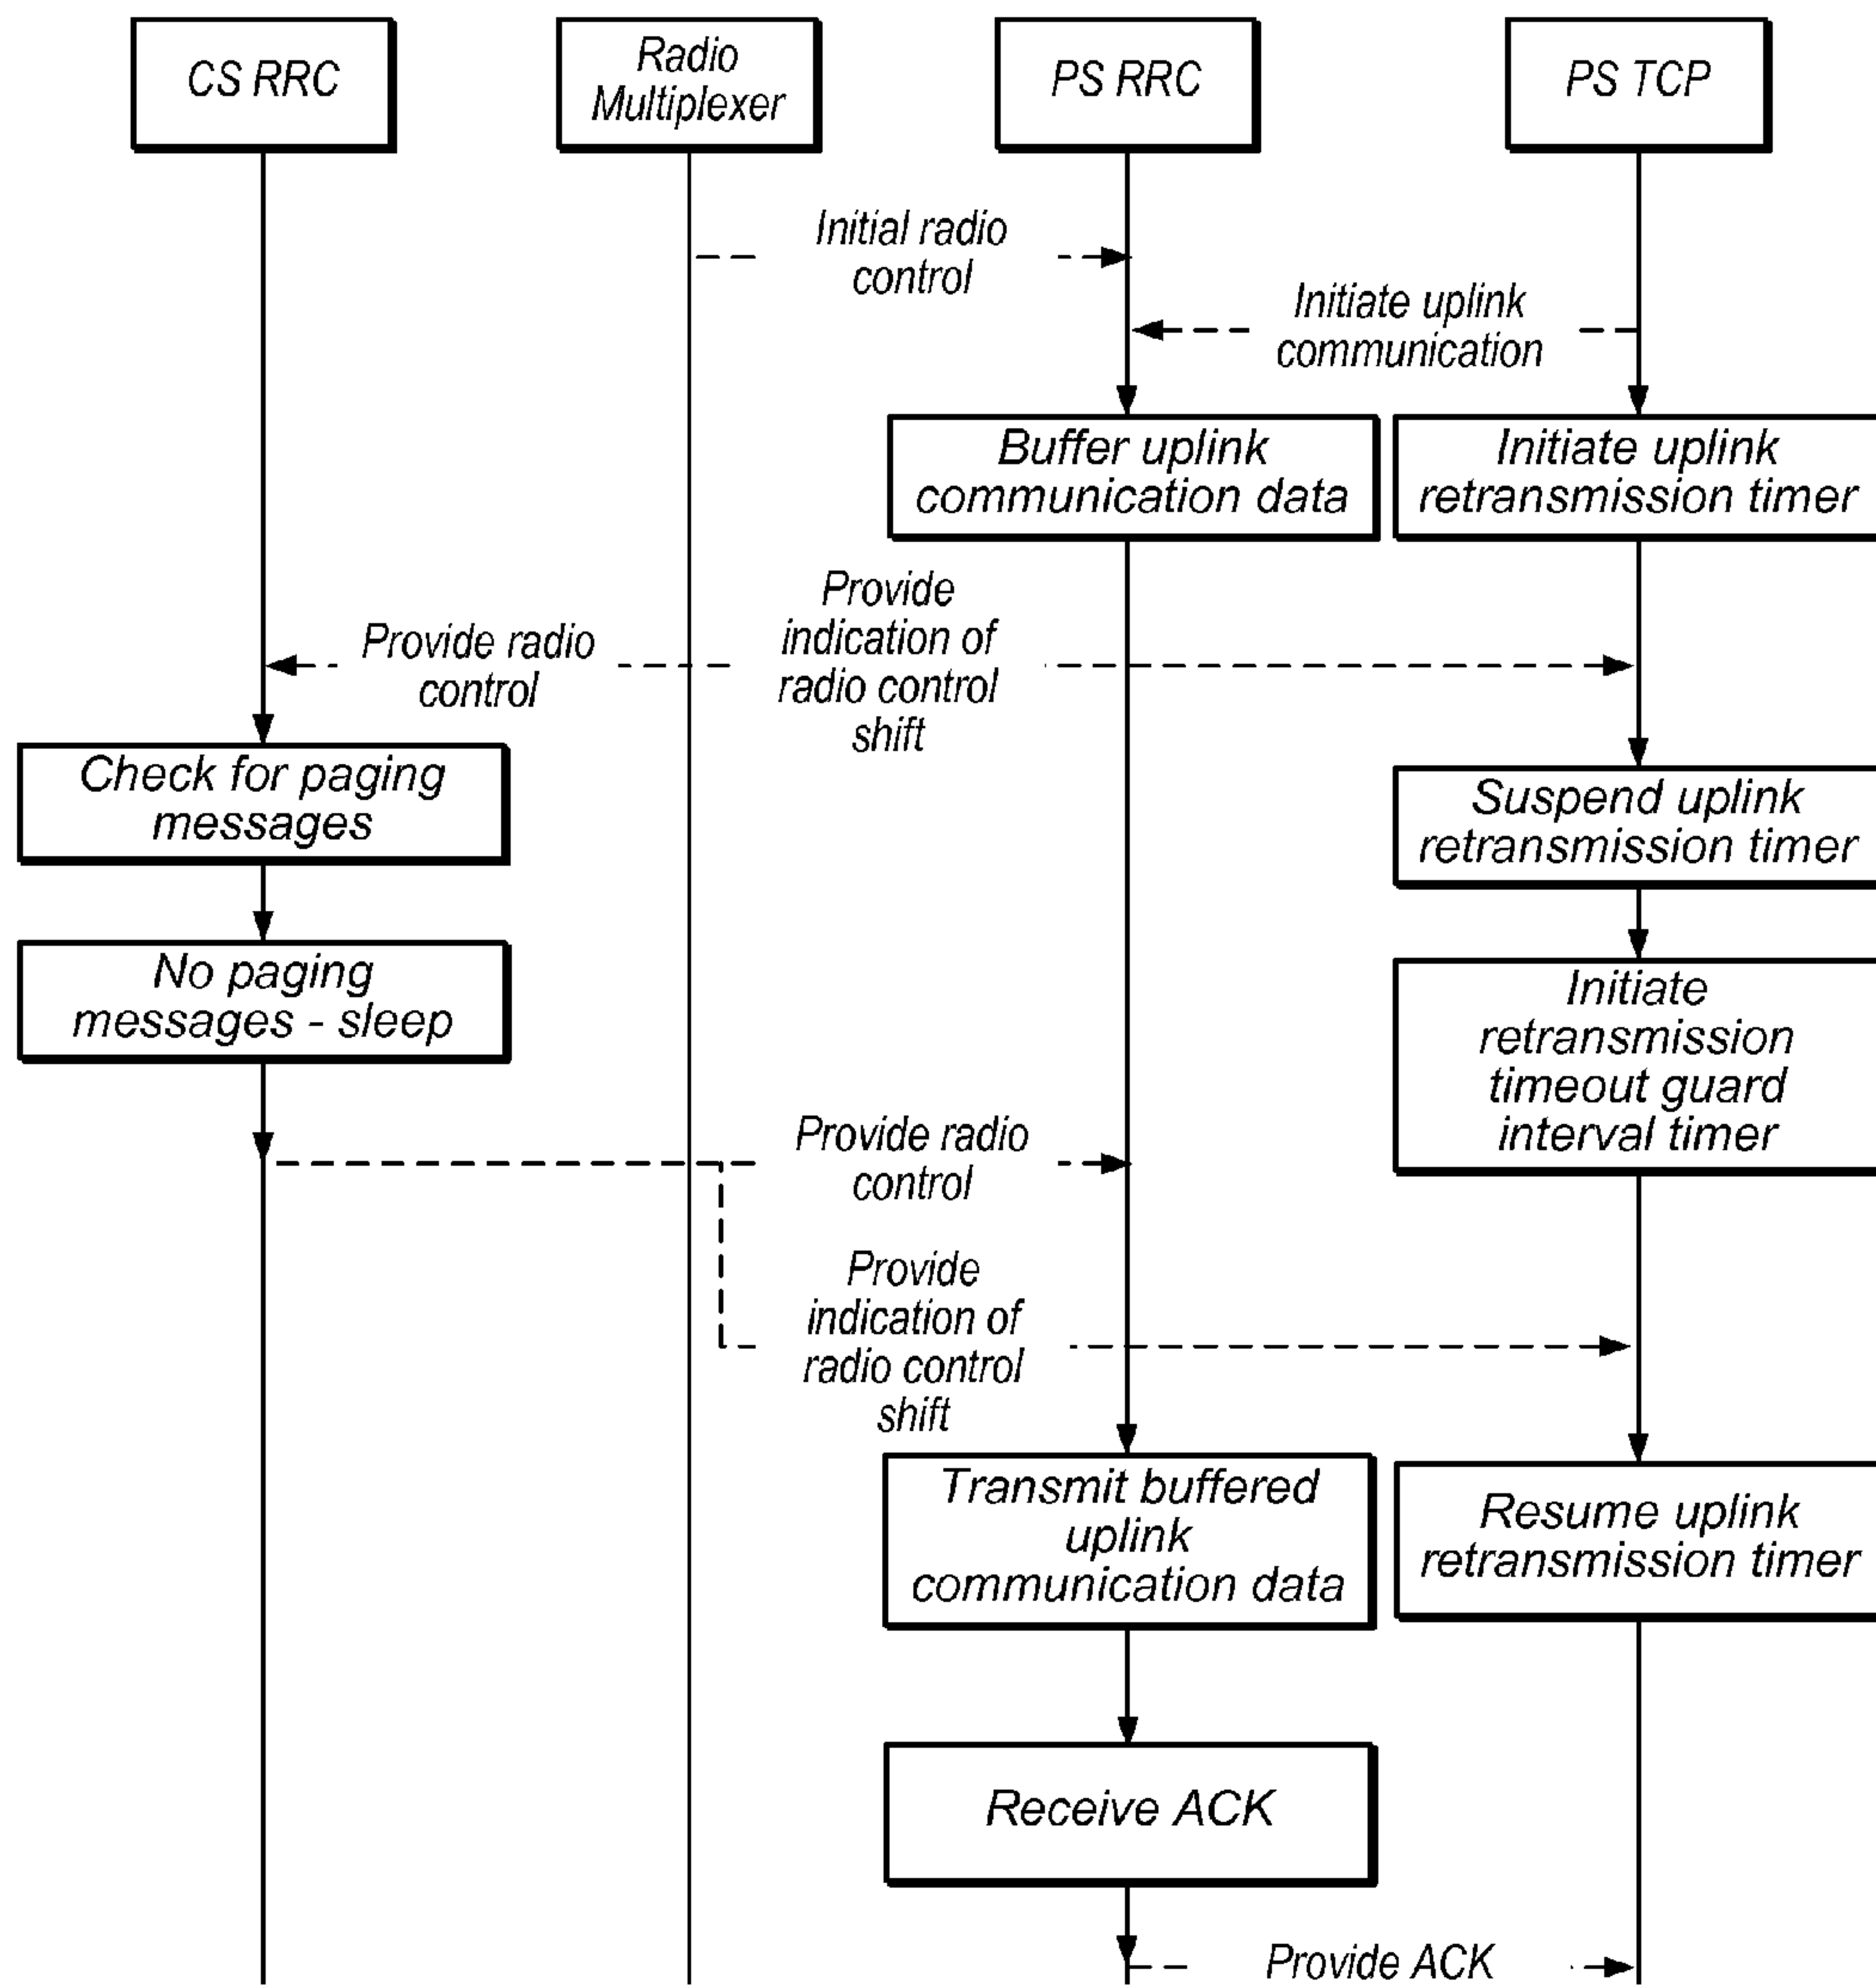 CS RRC
Radio
Multiplexer
PS RRC
PS TCP
Initial radio
control
Initiate uplink
communication
Buffer uplink
communication data
Initiate uplink
retransmission timer
Provide radio
control
Provide
indication of
radio control
shift
Check for paging
messages
Suspend uplink
retransmission timer
No paging
messages - sleep
Initiate
retransmission
timeout guard
interval timer
Provide radio
control
Provide
indication of
radio control
shift
Transmit buffered
uplink
communication data
Resume uplink
retransmission timer
Receive ACK
Provide ACK